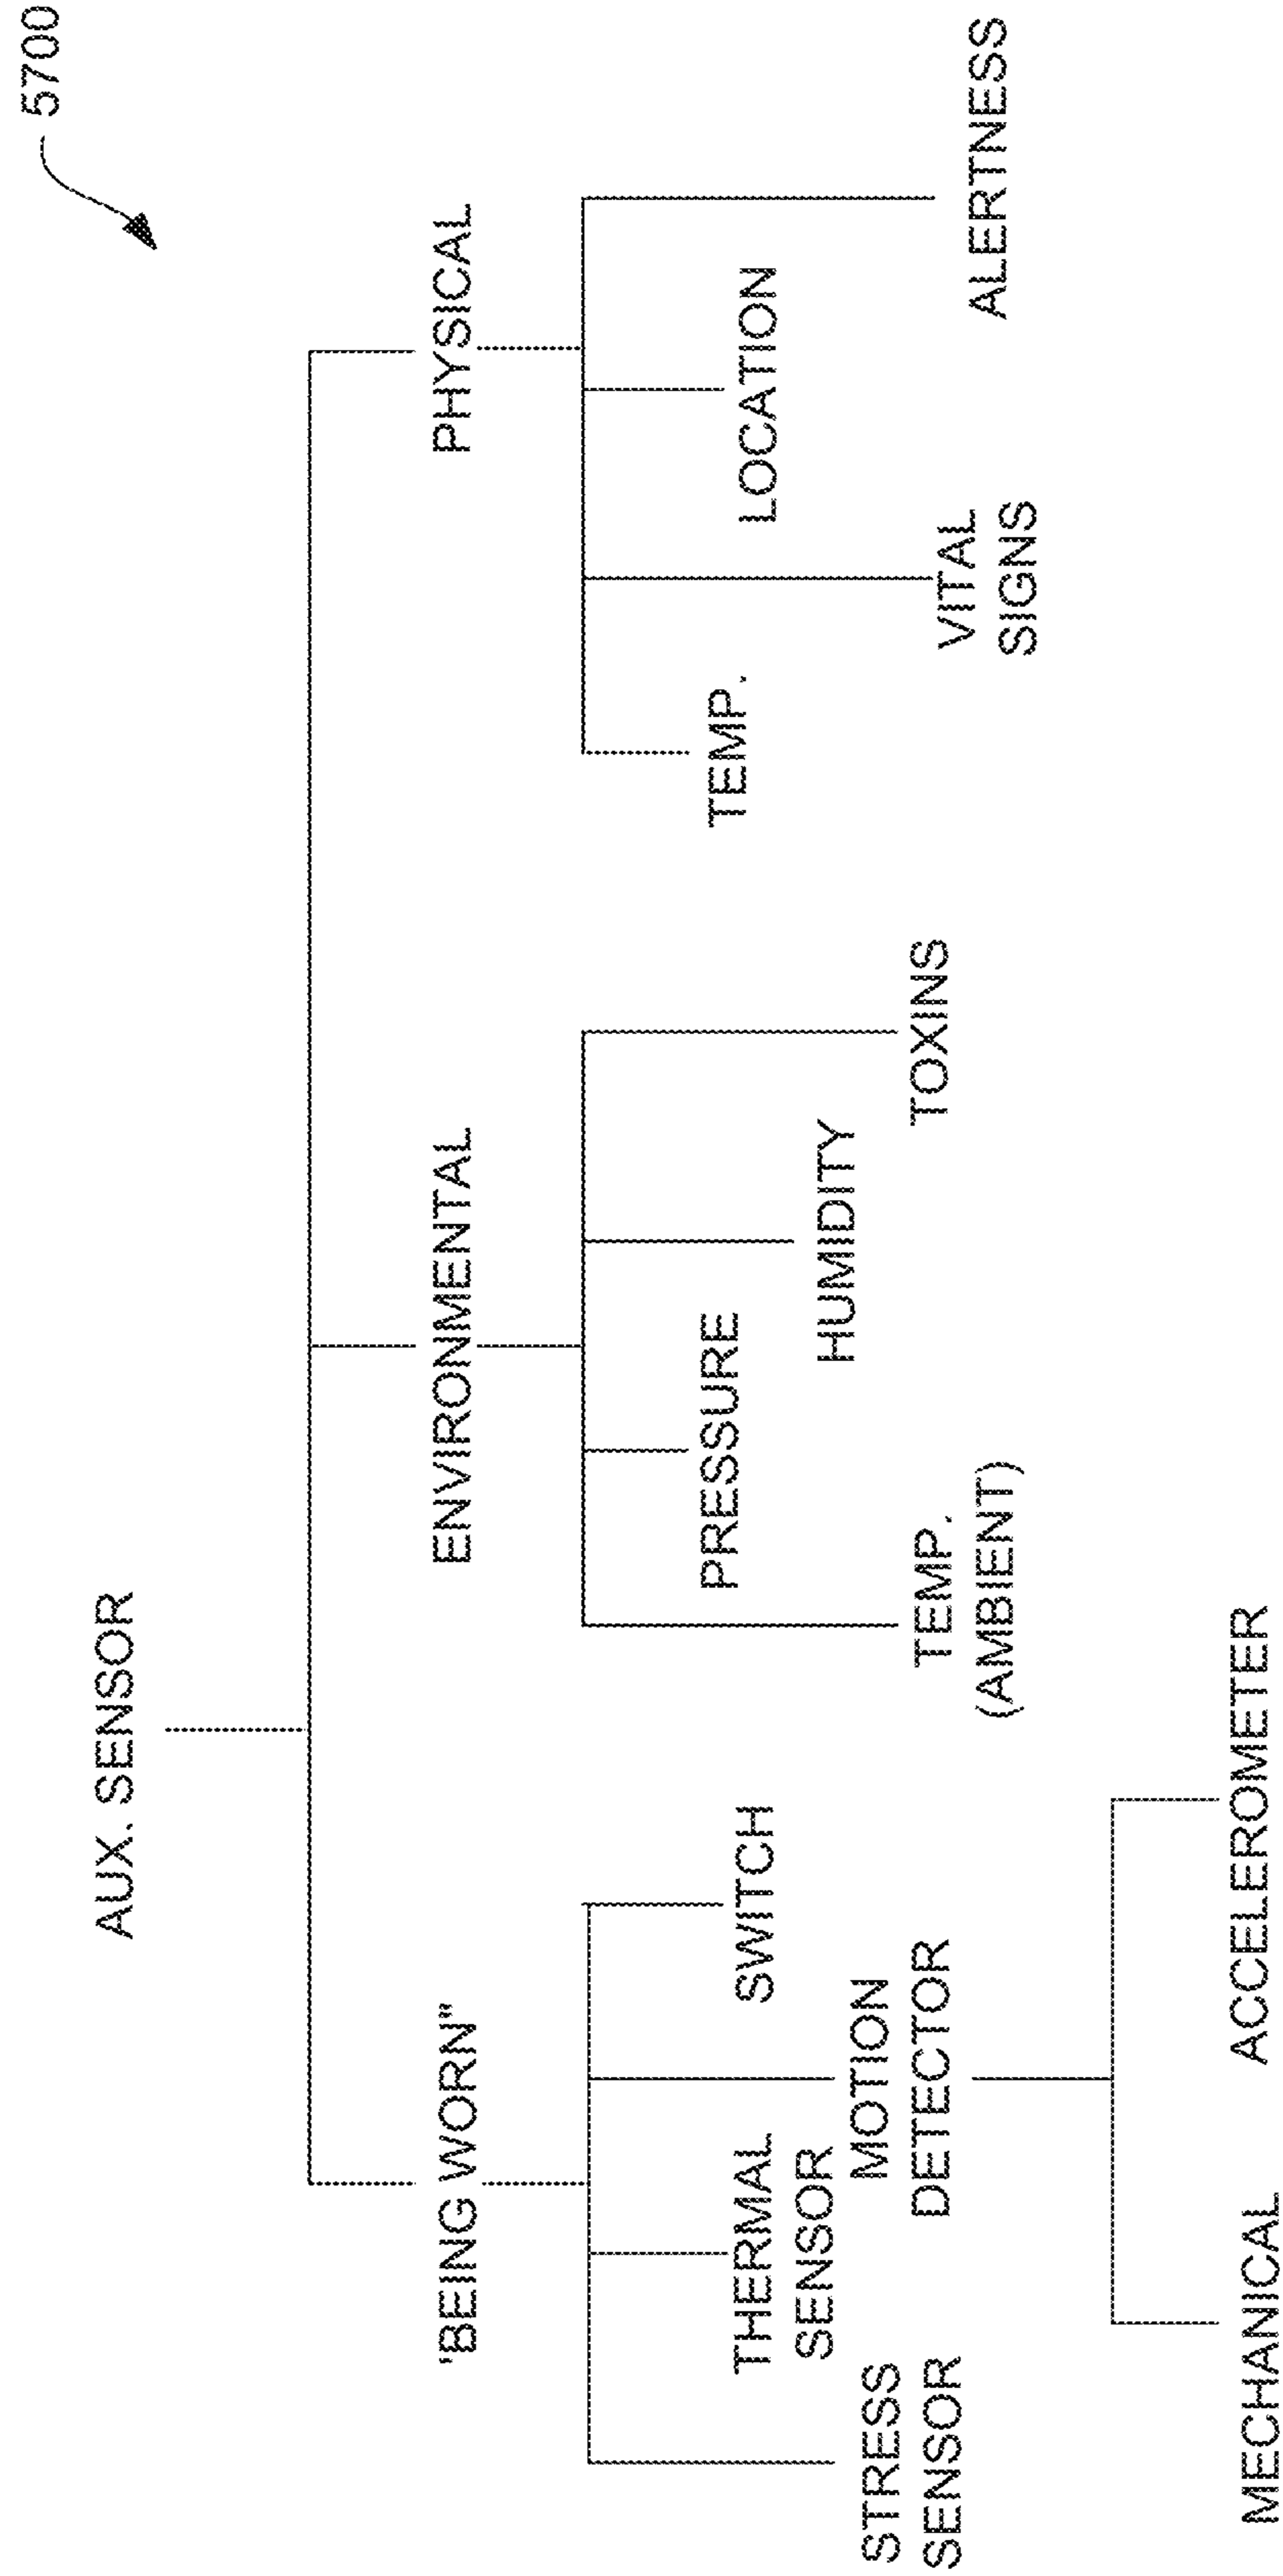 5700
AUX. SENSOR
'BEING WORN"
ENVIRONMENTAL
PHYSICAL
STRESS
SENSOR
THERMAL
SENSOR
MOTION
DETECTOR
SWITCH
TEMP.
(AMBIENT)
PRESSURE
HUMIDITY
TOXINS
TEMP.
VITAL
SIGNS
LOCATION
ALERTNESS
MECHANICAL
ACCELEROMETER